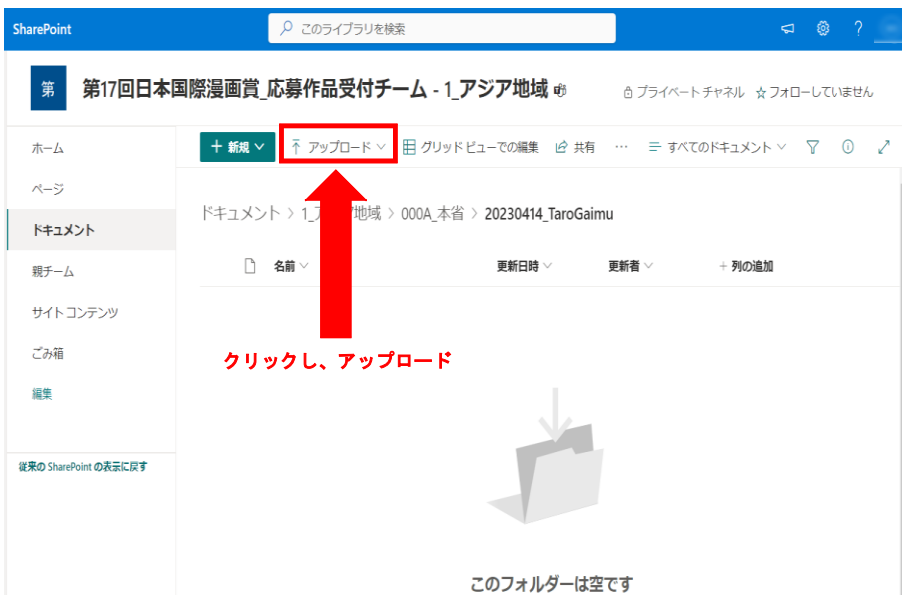 SharePoint
このライブラリを検索
?
第
第17回日本国際漫画賞_応募作品受付チーム - 1_アジア地域
プライベート チャネル ☆フォローしていません
ホーム
ページ
ドキュメント
親チーム
サイト コンテンツ
ごみ箱
編集
従来の SharePoint の表示に戻す
+ 新規
アップロード
グリッド ビューでの編集
共有
…
すべてのドキュメント
ドキュメント > 1_ア 地域 > 000A_本省 > 20230414_TaroGaimu
名前
更新日時
更新者
+ 列の追加
クリックし、アップロード
このフォルダーは空です